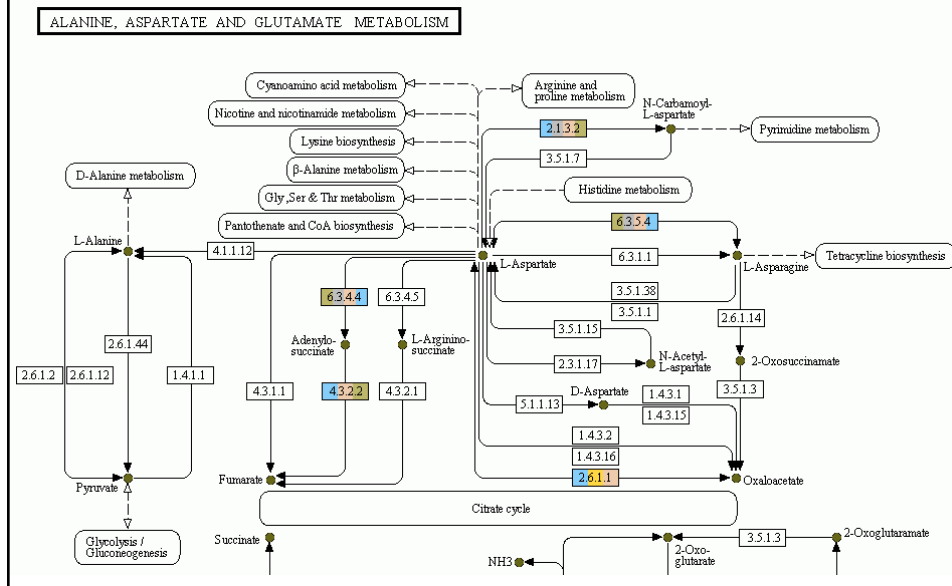 ALANINE, ASPARTATE AND GLUTAMATE METABOLISM
Cyanoamino acid metabolism
Arginine and
proline metabolism
Nicotine and nicotinamide metabolism
N-Carbamoyl-
L-aspartate
2.1.3.2
Pyrimidine metabolism
Lysine biosynthesis
3.5.1.7
β-Alanine metabolism
D-Alanine metabolism
Histidine metabolism
Gly ,Ser & Thr metabolism
Pantothenate and CoA biosynthesis
6.3.5.4
L-Alanine
4.1.1.12
L-Aspartate
6.3.1.1
L-Asparagine
Tetracycline biosynthesis
6.3.4.4
6.3.4.5
3.5.1.38
3.5.1.1
2.6.1.14
3.5.1.15
2.6.1.44
Adenylo-
succinate
L-Arginino-
succinate
N-Acetyl-
L-aspartate
2.3.1.17
2-Oxosuccinamate
2.6.1.2
2.6.1.12
1.4.1.1
4.3.1.1
4.3.2.2
4.3.2.1
D-Aspartate
5.1.1.13
1.4.3.1
1.4.3.15
3.5.1.3
1.4.3.2
1.4.3.16
Pyruvate
Fumarate
2.6.1.1
Oxaloacetate
Citrate cycle
Glycolysis /
Gluconeogenesis
Succinate
NH3
2-Oxo-
glutarate
3.5.1.3
2-Oxoglutaramate